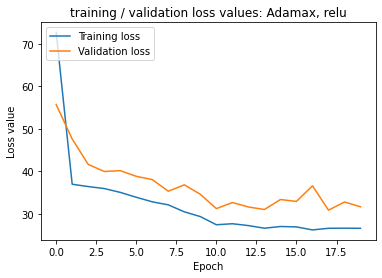 training / validation loss values: Adamax, relu
Training loss
Validation loss
70
60
50
40
30
Loss value
0.0 2.5 5.0 7.5 10.0 12.5 15.0 17.5
Epoch